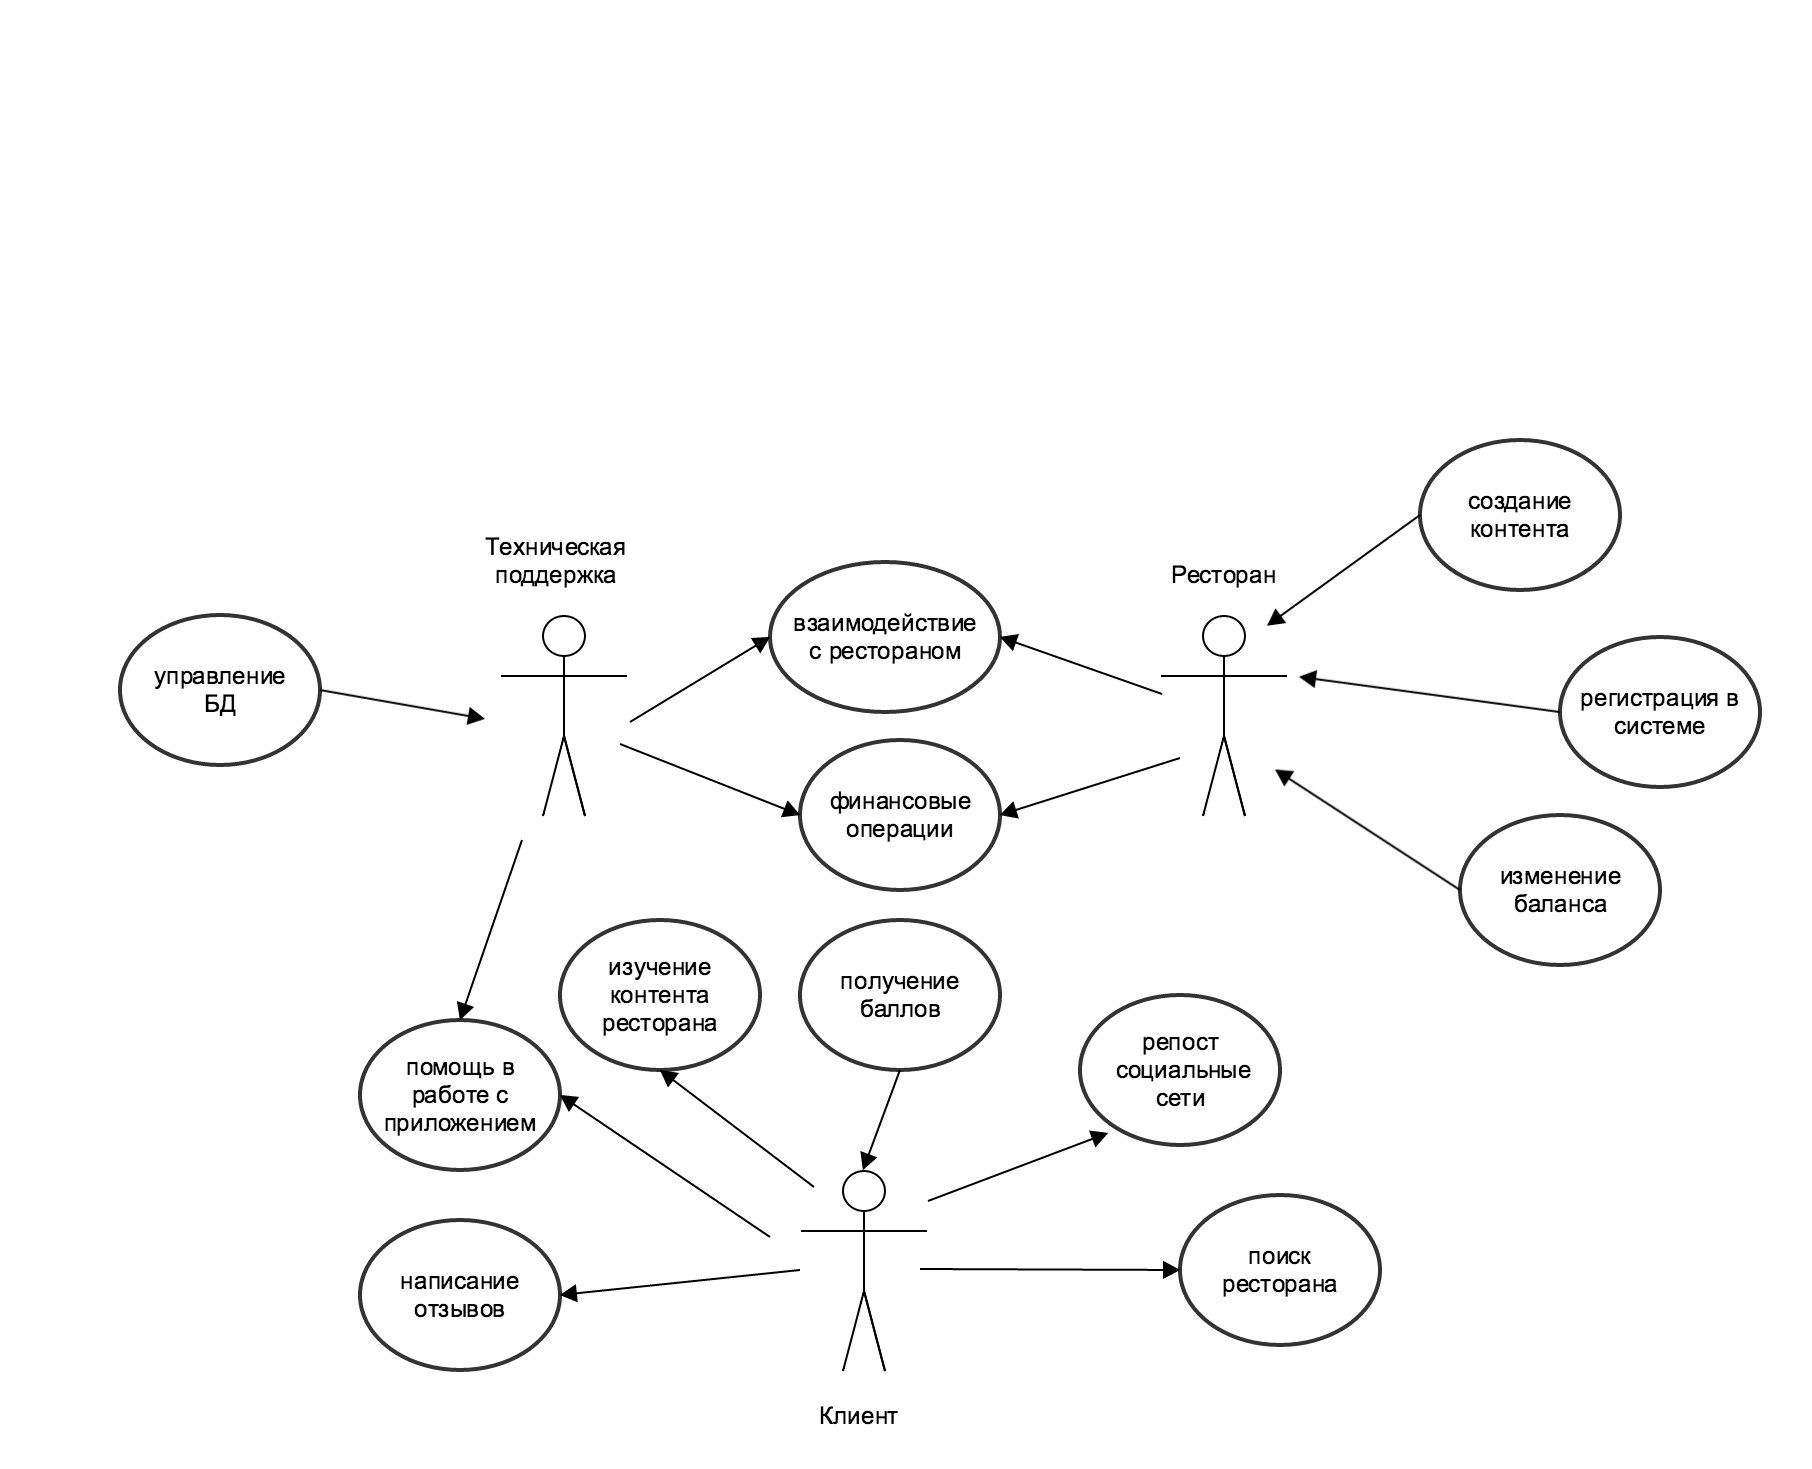 создание
контента
Техническая
поддержка
Ресторан
взаимодействие
с рестораном
управление
БД
регистрация в
системе
финансовые
операции
изменение
баланса
изучение
контента
ресторана
получение
баллов
репост
социальные
сети
помощь в
работе с
приложением
поиск
ресторана
написание
отзывов
Клиент